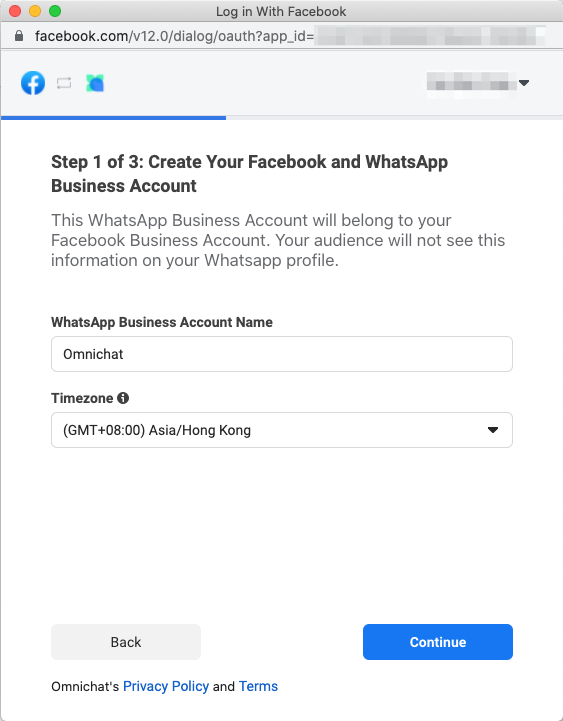 Log in With Facebook
facebook.com/v12.0/dialog/oauth?app_id=
Step 1 of 3: Create Your Facebook and WhatsApp
Business Account
This WhatsApp Business Account will belong to your
Facebook Business Account. Your audience will not see this
information on your Whatsapp profile.
WhatsApp Business Account Name
Omnichat
Timezone
(GMT+08:00) Asia/Hong Kong
Back
Continue
Omnichat's Privacy Policy and Terms